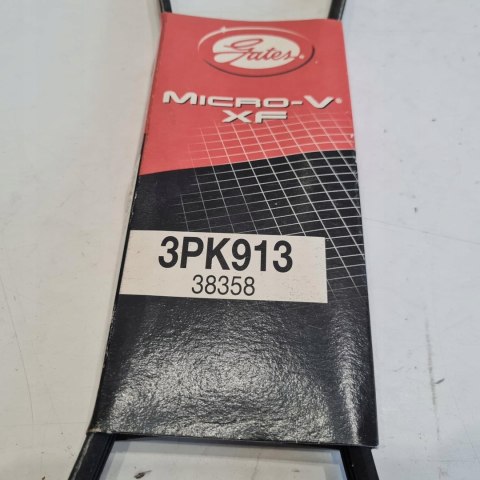 Gates
MICRO-V®
XF
3PK913
38358